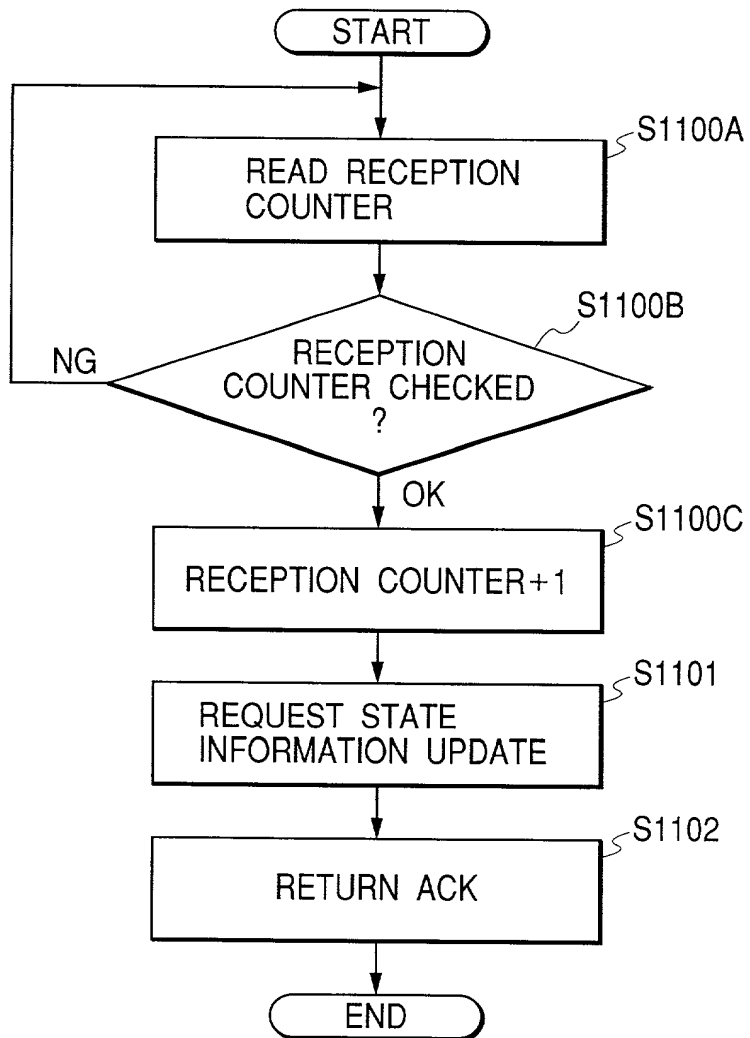 START
S1100A
READ RECEPTION
COUNTER
S1100B
NG
RECEPTION
COUNTER CHECKED
?
OK
S1100C
RECEPTION COUNTER+1
S1101
REQUEST STATE
INFORMATION UPDATE
S1102
RETURN ACK
END